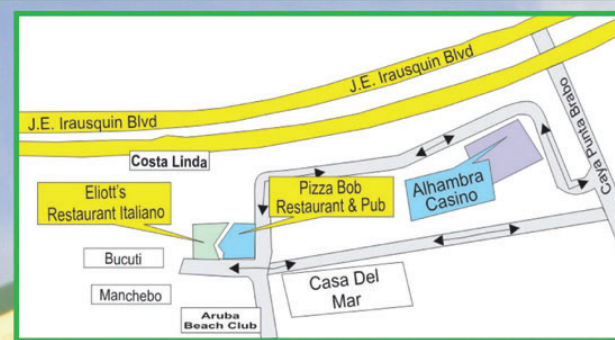 J.E. Irausquin Blvd
J.E. Irausquin Blvd
Caya Punta Brabo
Costa Linda
Eliott's
Restaurant Italiano
Pizza Bob
Restaurant & Pub
Alhambra
Casino
Bucuti
Manchebo
Casa Del
Mar
Aruba
Beach Club